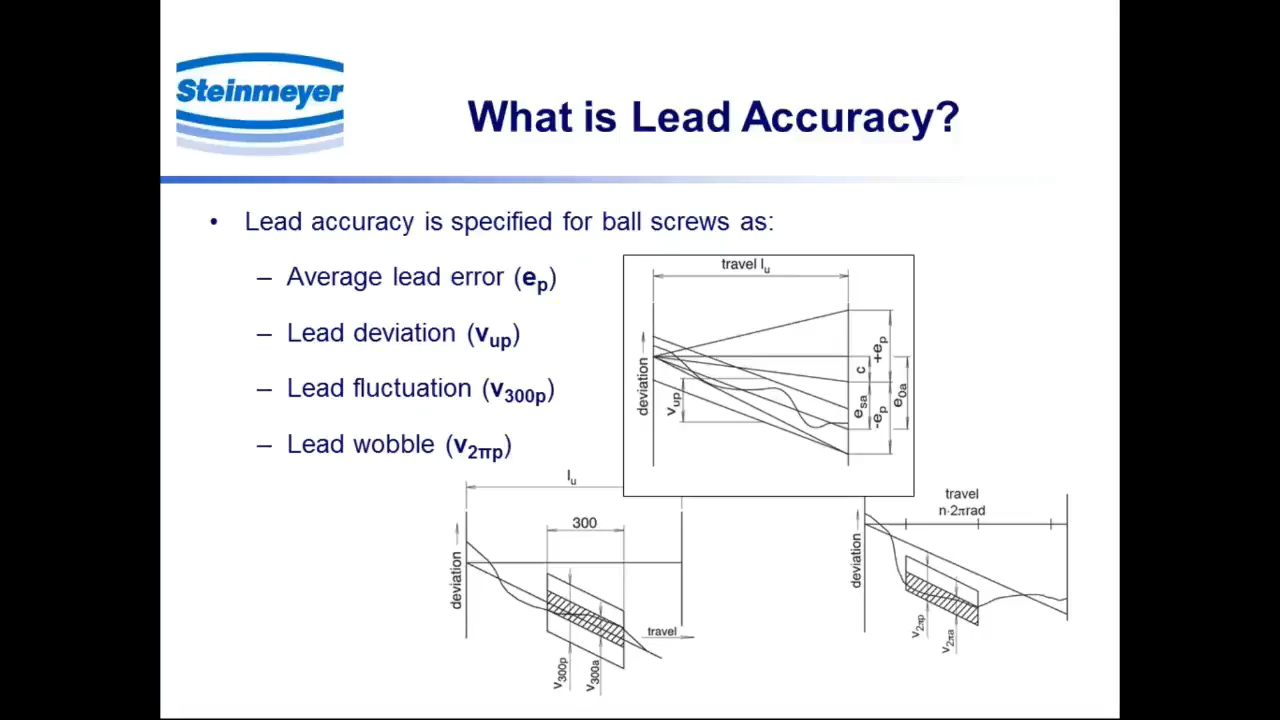 Steinmeyer
What is Lead Accuracy?
• Lead accuracy is specified for ball screws as:
– Average lead error (eₚ)
– Lead deviation (vᵤₚ)
– Lead fluctuation (v₃₀₀ₚ)
– Lead wobble (v₂πₚ)
travel lᵤ
deviation
vᵤₚ
c
+eₚ
eₛₐ
-eₚ
e₀ₐ
lᵤ
300
deviation
travel
v₃₀₀ₚ
v₃₀₀ₐ
travel
n·2πrad
deviation
v₂πₚ
v₂πₐ